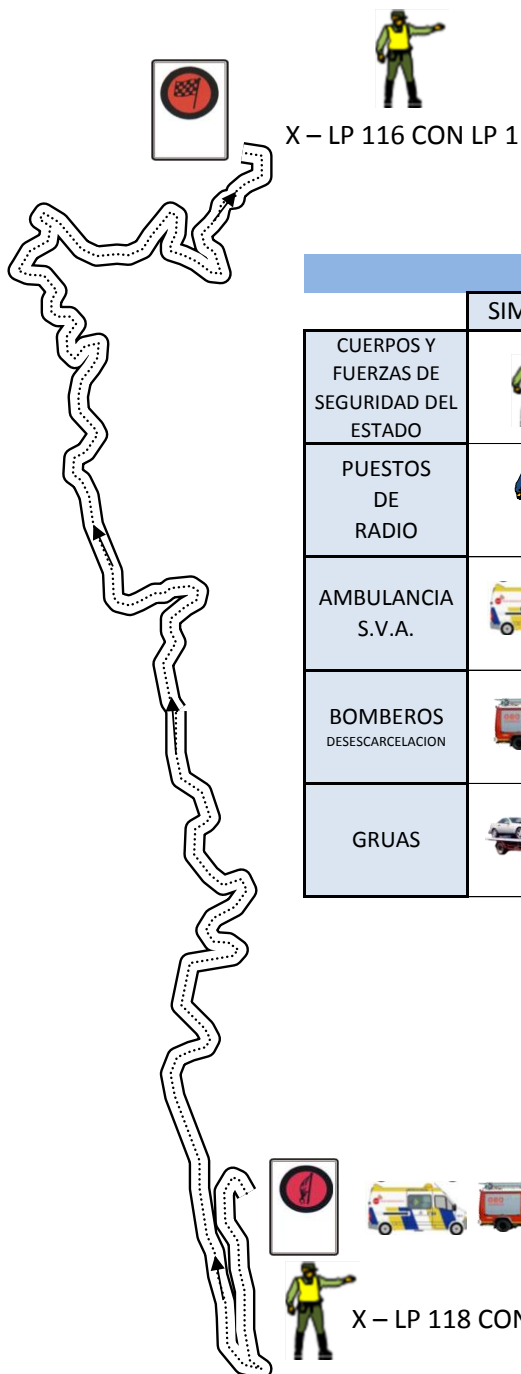 X – LP 116 CON LP 1
SIM
CUERPOS Y
FUERZAS DE
SEGURIDAD DEL
ESTADO
PUESTOS
DE
RADIO
AMBULANCIA
S.V.A.
BOMBEROS
DESESCARCELACION
GRUAS
X – LP 118 CON